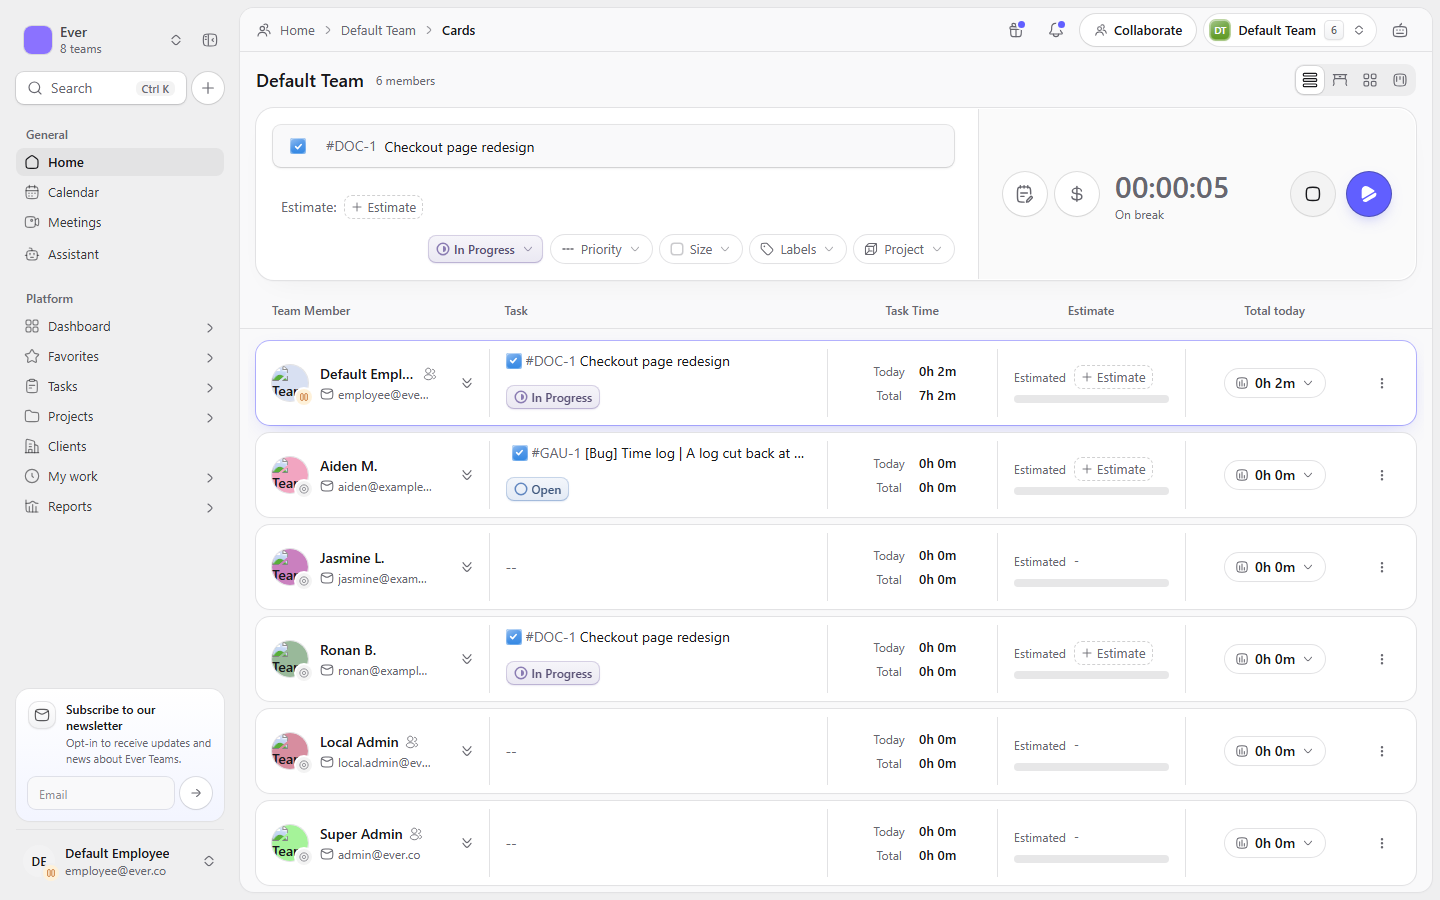 Ever
8 teams
Search
Ctrl K
General
Home
Calendar
Meetings
Assistant
Platform
Dashboard
Favorites
Tasks
Projects
Clients
My work
Reports
Subscribe to our
newsletter
Opt-in to receive updates and
news about Ever Teams.
Email
DE
Default Employee
employee@ever.co
Home
Default Team
Cards
Collaborate
DT
Default Team
6
Default Team
6 members
#DOC-1 Checkout page redesign
Estimate:
+ Estimate
In Progress
Priority
Size
Labels
Project
$
00:00:05
On break
Team Member
Task
Task Time
Estimate
Total today
Default Empl...
employee@eve...
#DOC-1 Checkout page redesign
In Progress
Today 0h 2m
Total 7h 2m
Estimated + Estimate
0h 2m
Aiden M.
aiden@example...
#GAU-1 [Bug] Time log | A log cut back at ...
Open
Today 0h 0m
Total 0h 0m
Estimated + Estimate
0h 0m
Jasmine L.
jasmine@exam...
--
Today 0h 0m
Total 0h 0m
Estimated -
0h 0m
Ronan B.
ronan@exampl...
#DOC-1 Checkout page redesign
In Progress
Today 0h 0m
Total 0h 0m
Estimated + Estimate
0h 0m
Local Admin
local.admin@ev...
--
Today 0h 0m
Total 0h 0m
Estimated -
0h 0m
Super Admin
admin@ever.co
--
Today 0h 0m
Total 0h 0m
Estimated -
0h 0m